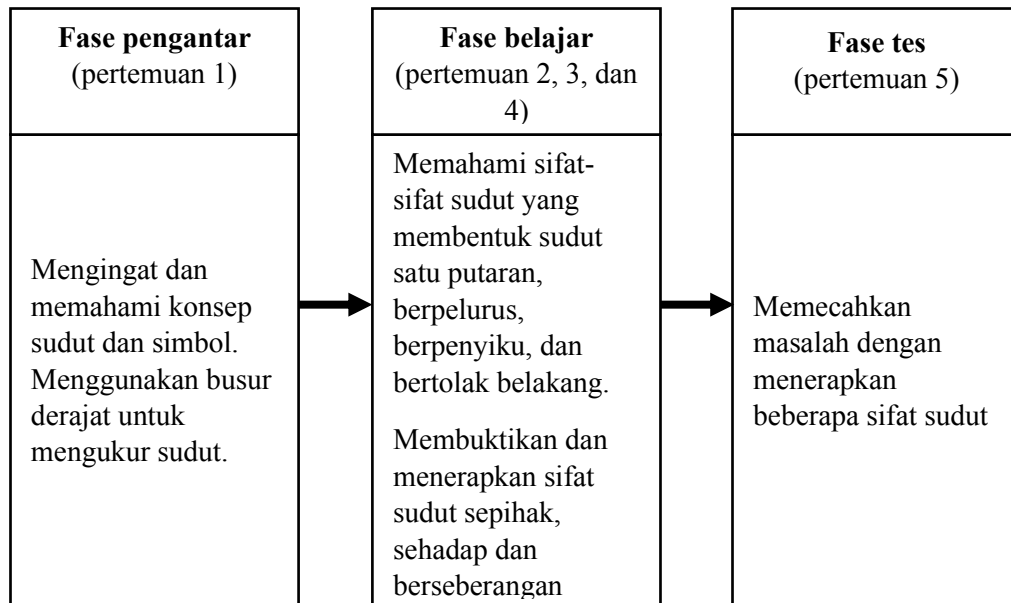 Fase pengantar
(pertemuan 1)
Mengingat dan
memahami konsep
sudut dan simbol.
Menggunakan busur
derajat untuk
mengukur sudut.
Fase belajar
(pertemuan 2, 3, dan
4)
Memahami sifat-
sifat sudut yang
membentuk sudut
satu putaran,
berpelurus,
berpenyiku, dan
bertolak belakang.
Membuktikan dan
menerapkan sifat
sudut sepihak,
sehadap dan
berseberangan
Fase tes
(pertemuan 5)
Memecahkan
masalah dengan
menerapkan
beberapa sifat sudut